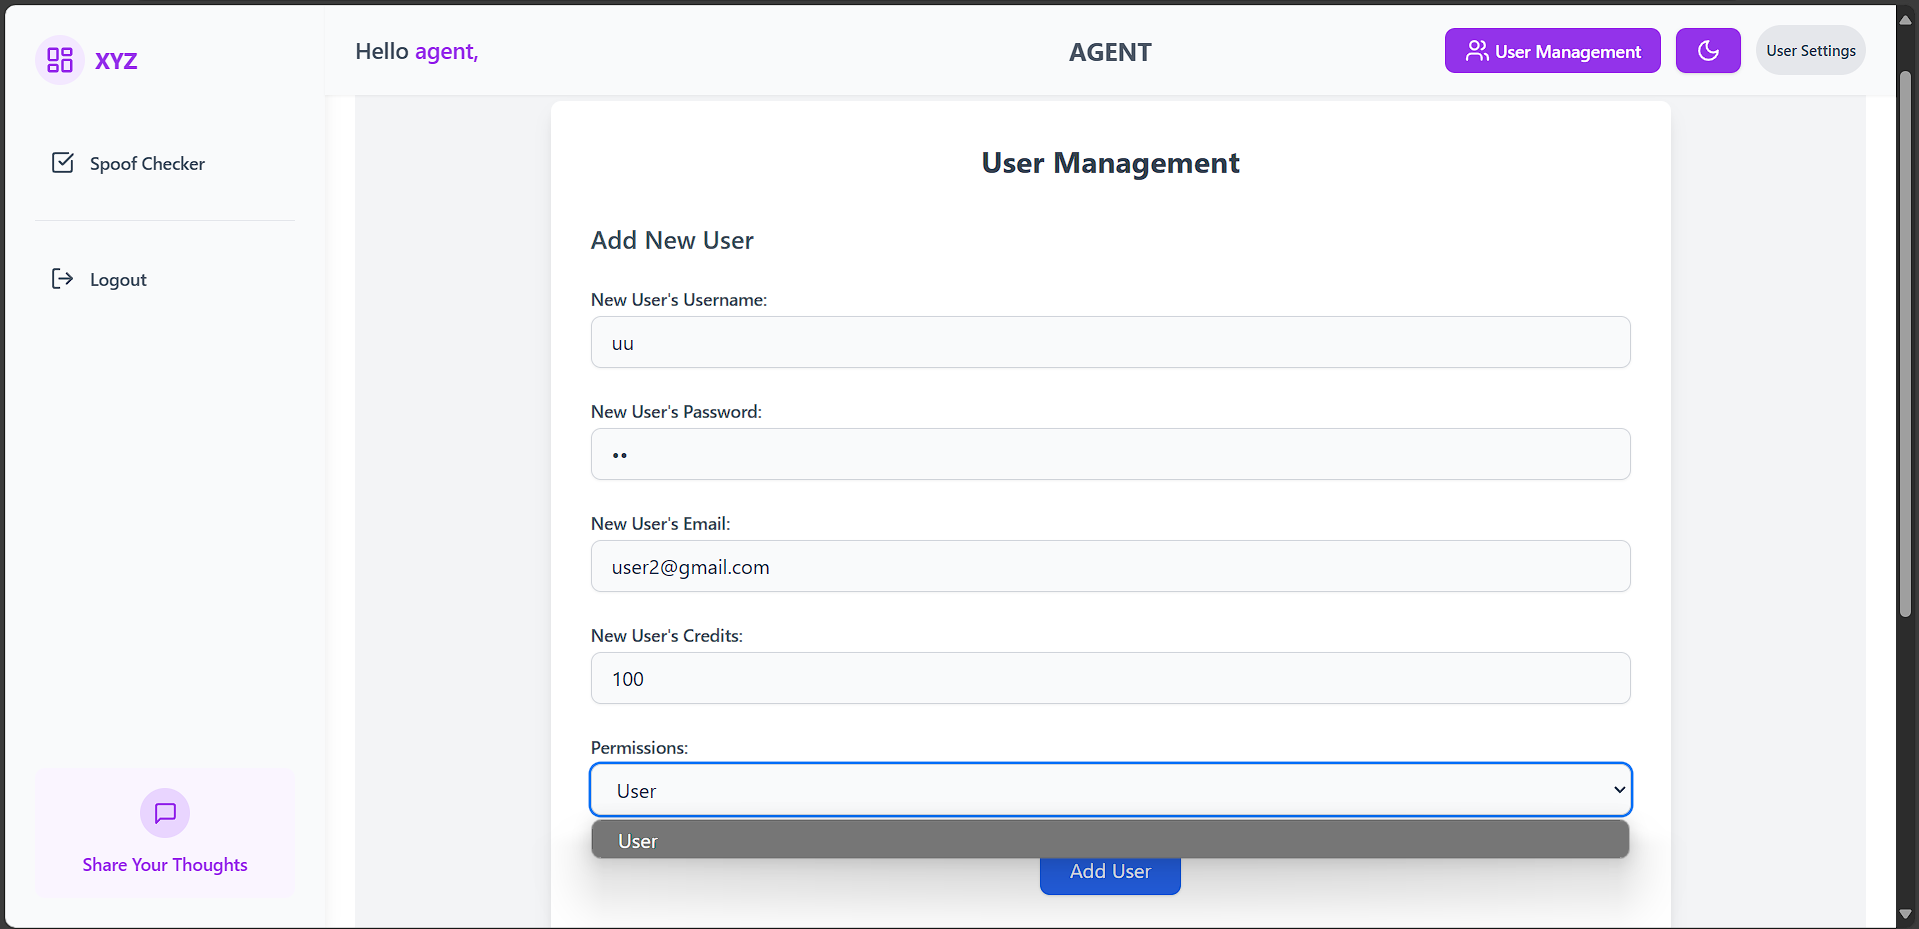 XYZ
Hello agent,
AGENT
User Management
User Settings
Spoof Checker
Logout
Share Your Thoughts
User Management
Add New User
New User's Username:
uu
New User's Password:
••
New User's Email:
user2@gmail.com
New User's Credits:
100
Permissions:
User
User
Add User